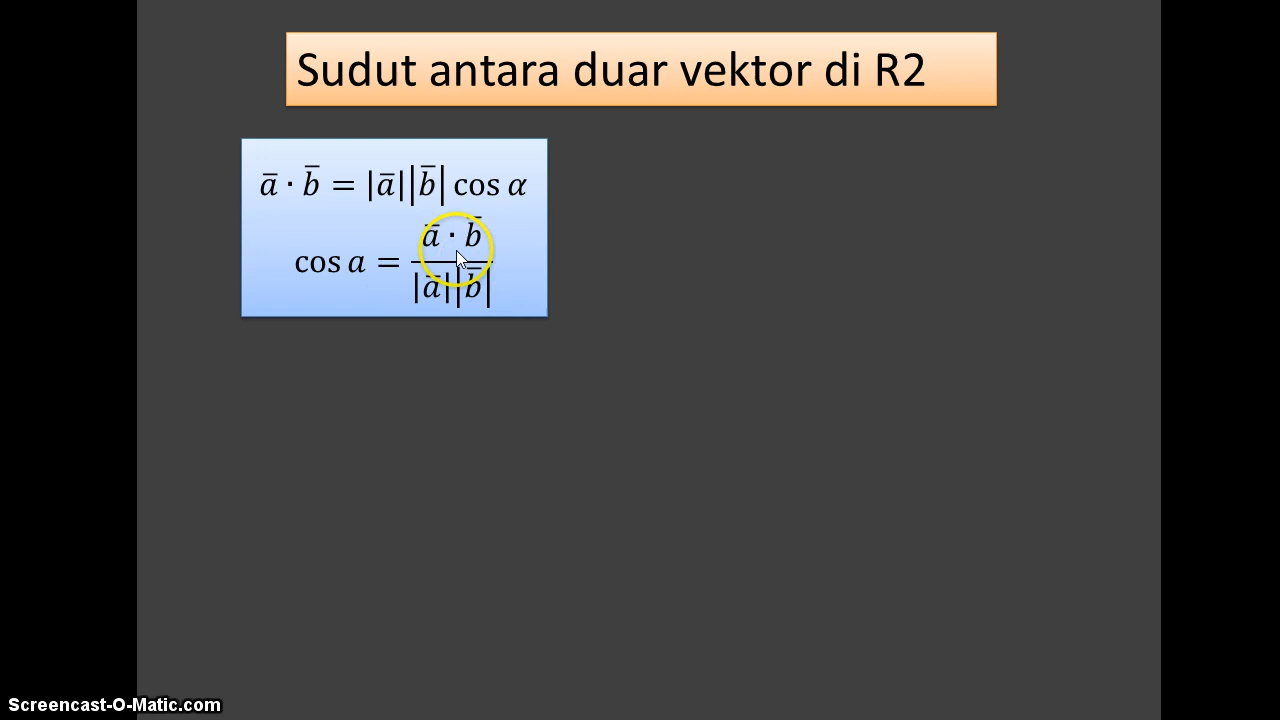 Sudut antara duar vektor di R2
a̅ · b̅ = |a̅||b̅| cos α
cos a = a̅ · b̅ / |a̅||b̅|
Screencast-O-Matic.com